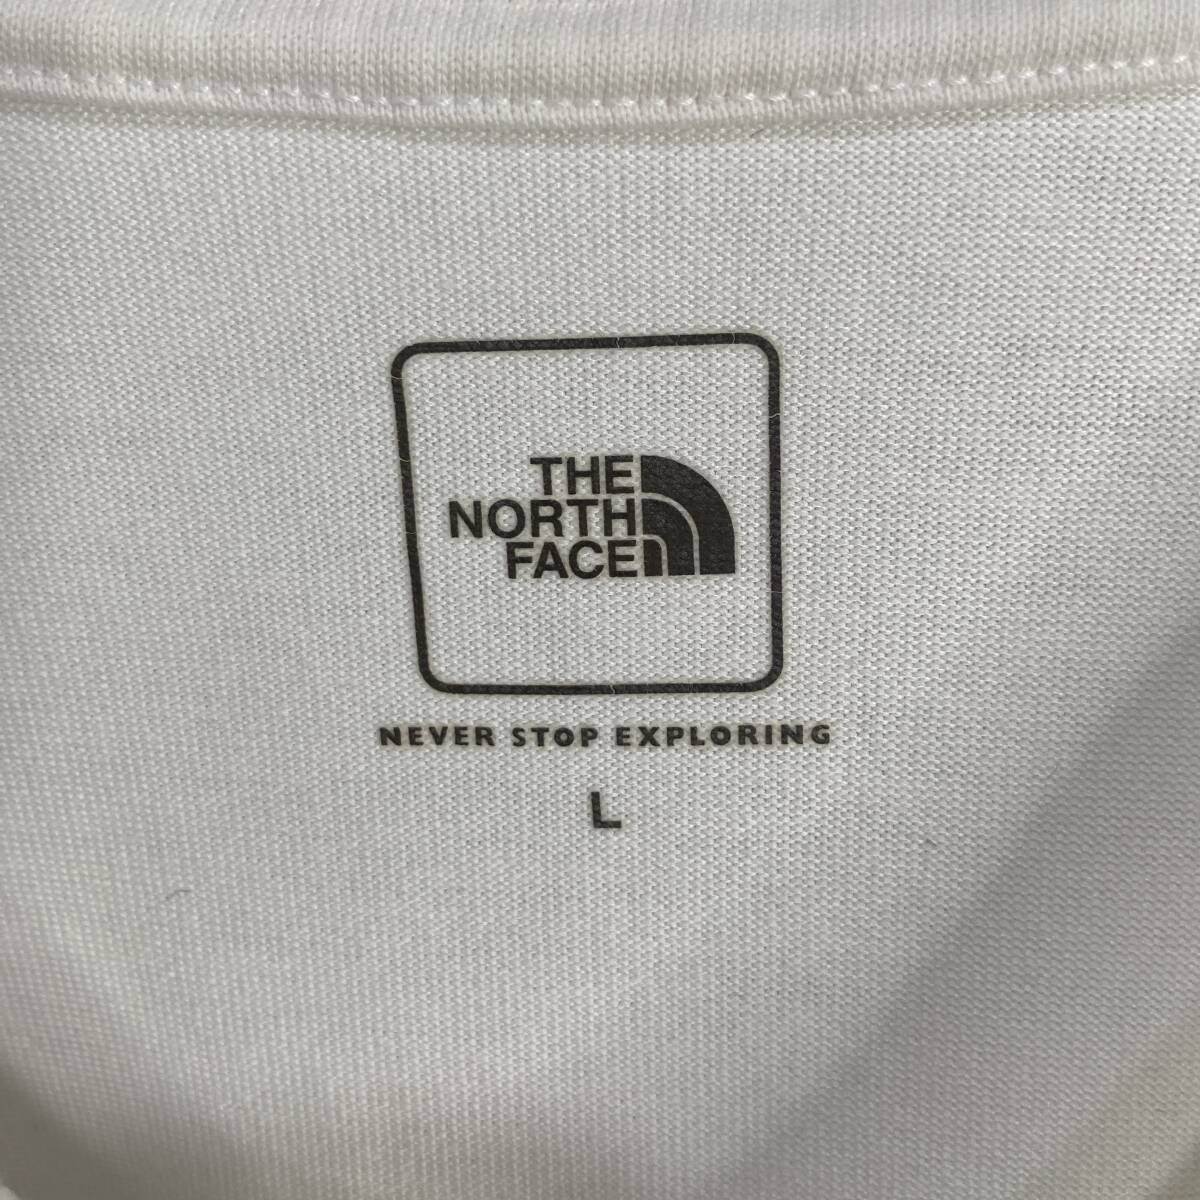 THE
NORTH
FACE
NEVER STOP EXPLORING
L